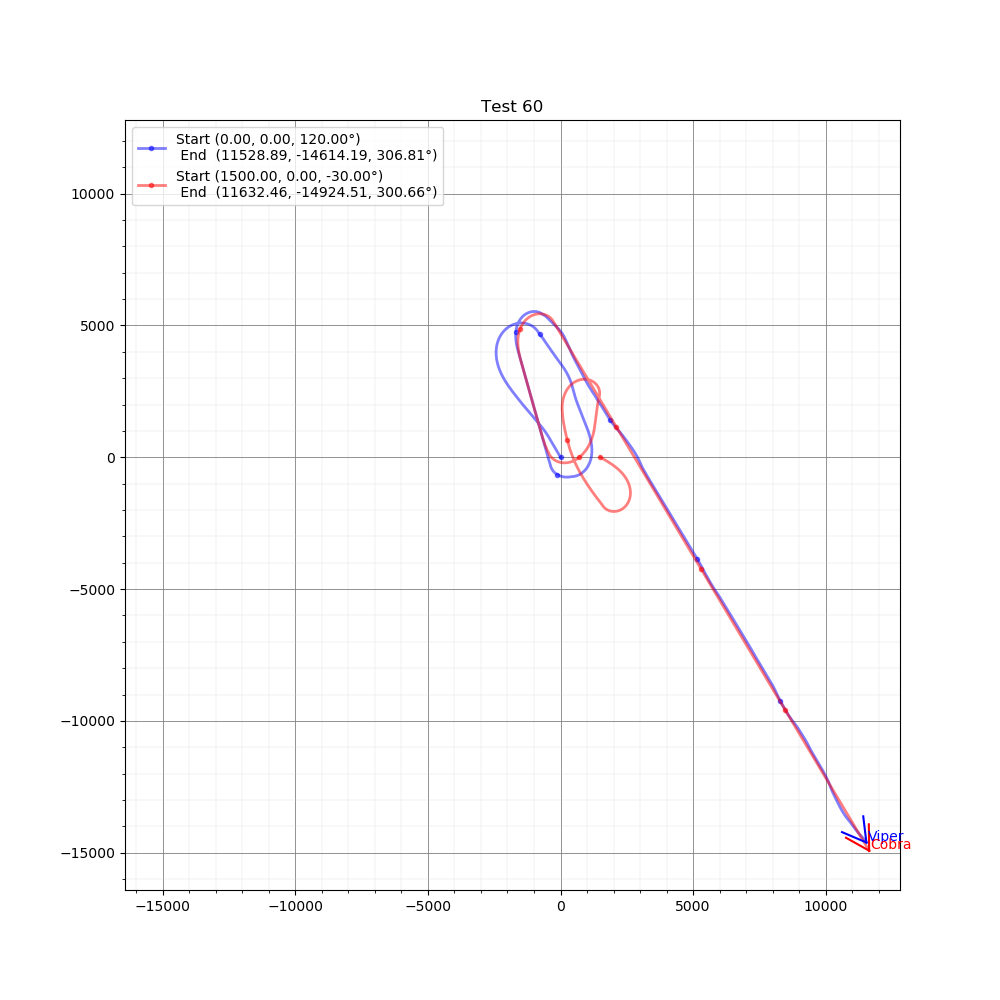 Test 60
Start (0.00, 0.00, 120.00°)
End (11528.89, -14614.19, 306.81°)
Start (1500.00, 0.00, -30.00°)
End (11632.46, -14924.51, 300.66°)
10000
5000
0
−5000
−10000
−15000
Viper
Cobra
−15000 −10000 −5000 0 5000 10000